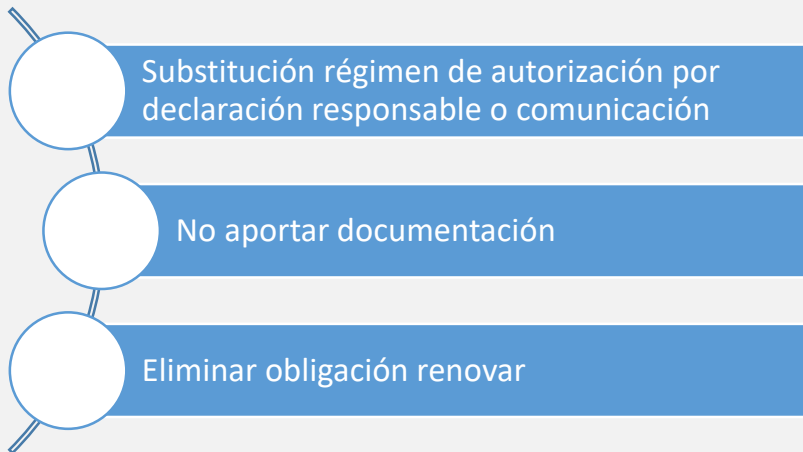 Substitución régimen de autorización por
declaración responsable o comunicación
No aportar documentación
Eliminar obligación renovar